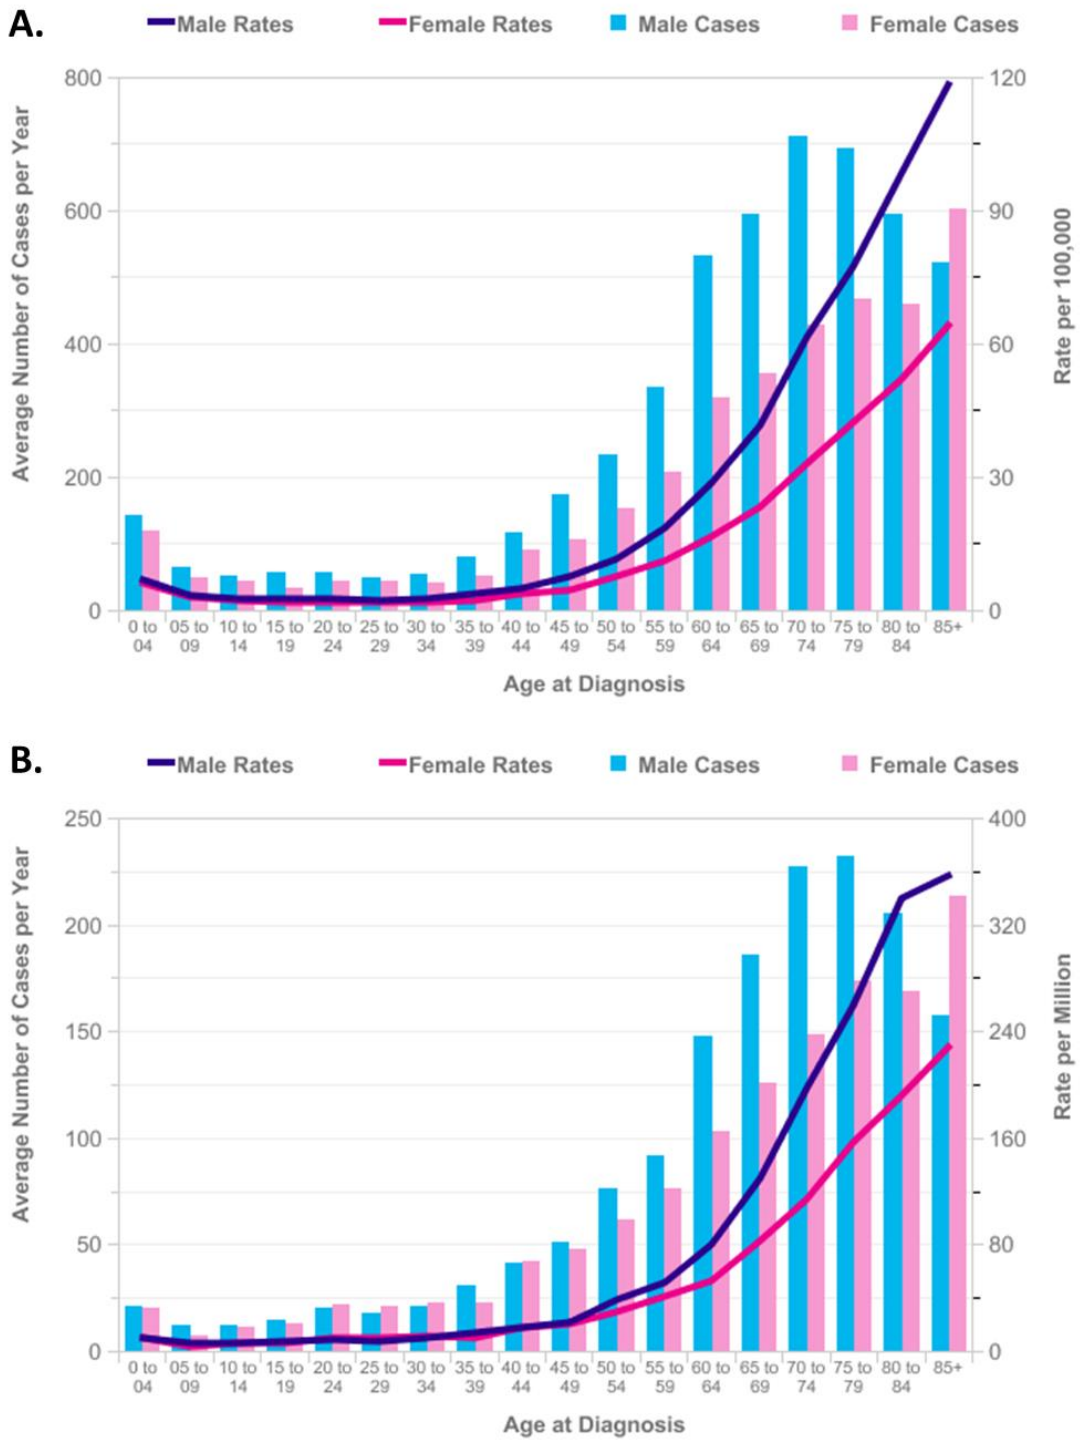 A.
Male Rates Female Rates Male Cases Female Cases
800 120
600 90
400 60
200 30
0 0
Average Number of Cases per Year
Rate per 100,000
0 to 05 to 10 to 15 to 20 to 25 to 30 to 35 to 40 to 45 to 50 to 55 to 60 to 65 to 70 to 75 to 80 to 85+
04 09 14 19 24 29 34 39 44 49 54 59 64 69 74 79 84
Age at Diagnosis
B.
Male Rates Female Rates Male Cases Female Cases
250 400
200 320
150 240
100 160
50 80
0 0
Average Number of Cases per Year
Rate per Million
0 to 05 to 10 to 15 to 20 to 25 to 30 to 35 to 40 to 45 to 50 to 55 to 60 to 65 to 70 to 75 to 80 to 85+
04 09 14 19 24 29 34 39 44 49 54 59 64 69 74 79 84
Age at Diagnosis